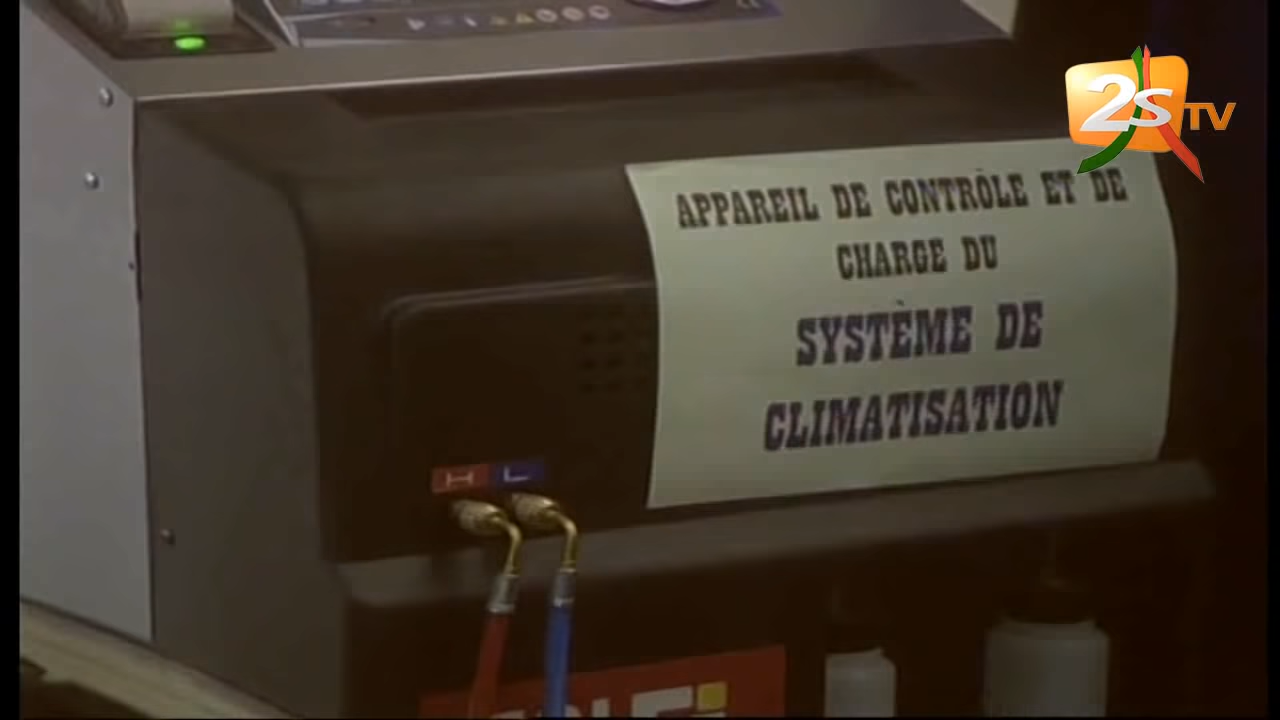 2s TV
APPAREIL DE CONTRÔLE ET DE
CHARGE DU
SYSTÈME DE
CLIMATISATION
H L